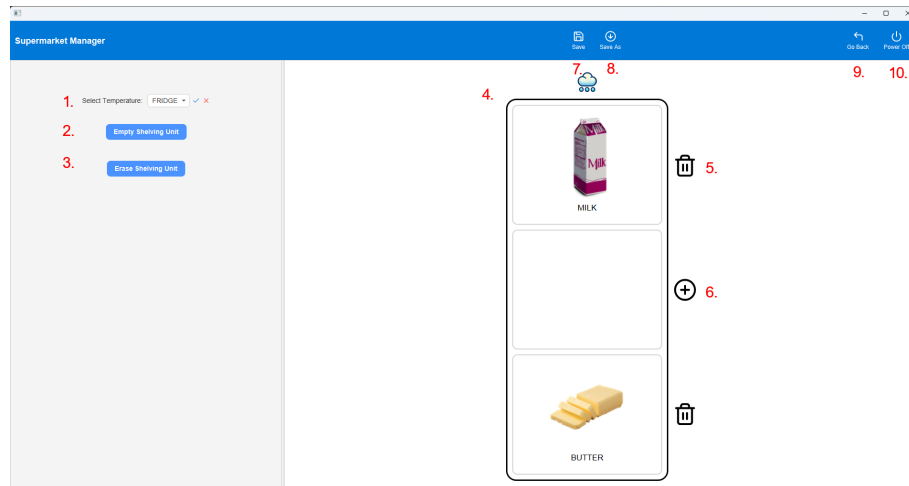 Supermarket Manager
Save
Save As
Go Back
Power Off
7.
8.
9.
10.
1.
Select Temperature: FRIDGE
4.
2.
Empty Shelving Unit
3.
Erase Shelving Unit
Milk
Milk
MILK
5.
6.
BUTTER